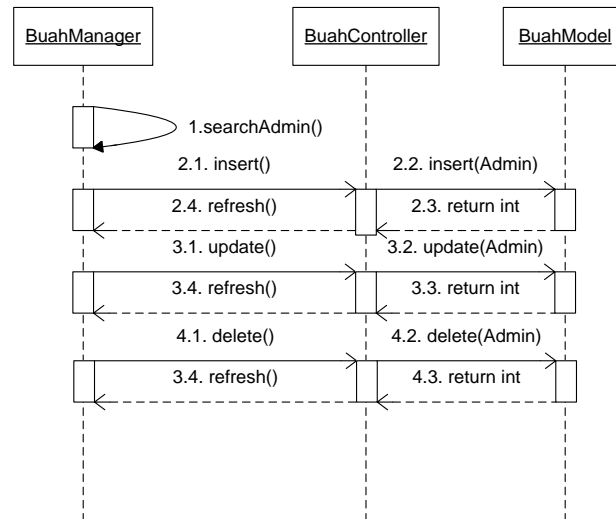 BuahManager
BuahController
BuahModel
1.searchAdmin()
2.1. insert()
2.2. insert(Admin)
2.4. refresh()
2.3. return int
3.1. update()
3.2. update(Admin)
3.4. refresh()
3.3. return int
4.1. delete()
4.2. delete(Admin)
3.4. refresh()
4.3. return int